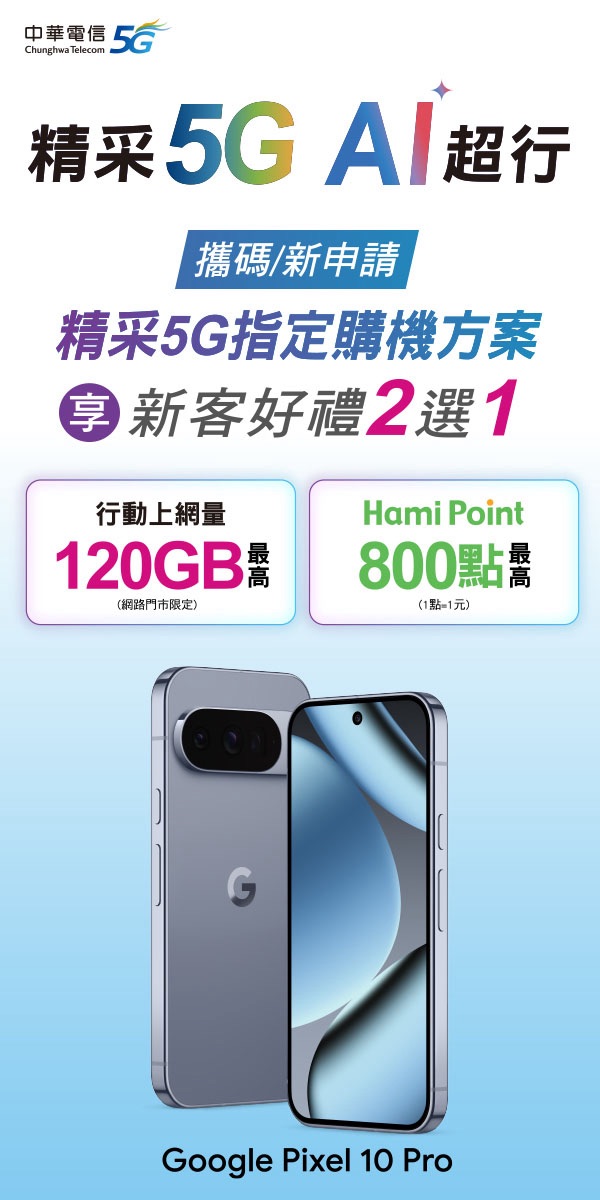 中華電信 5G
Chunghwa Telecom
精采5G AI超行
攜碼/新申請
精采5G指定購機方案
享新客好禮2選1
行動上網量
120GB最高
(網路門市限定)
Hami Point
800點最高
(1點=1元)
G
Google Pixel 10 Pro